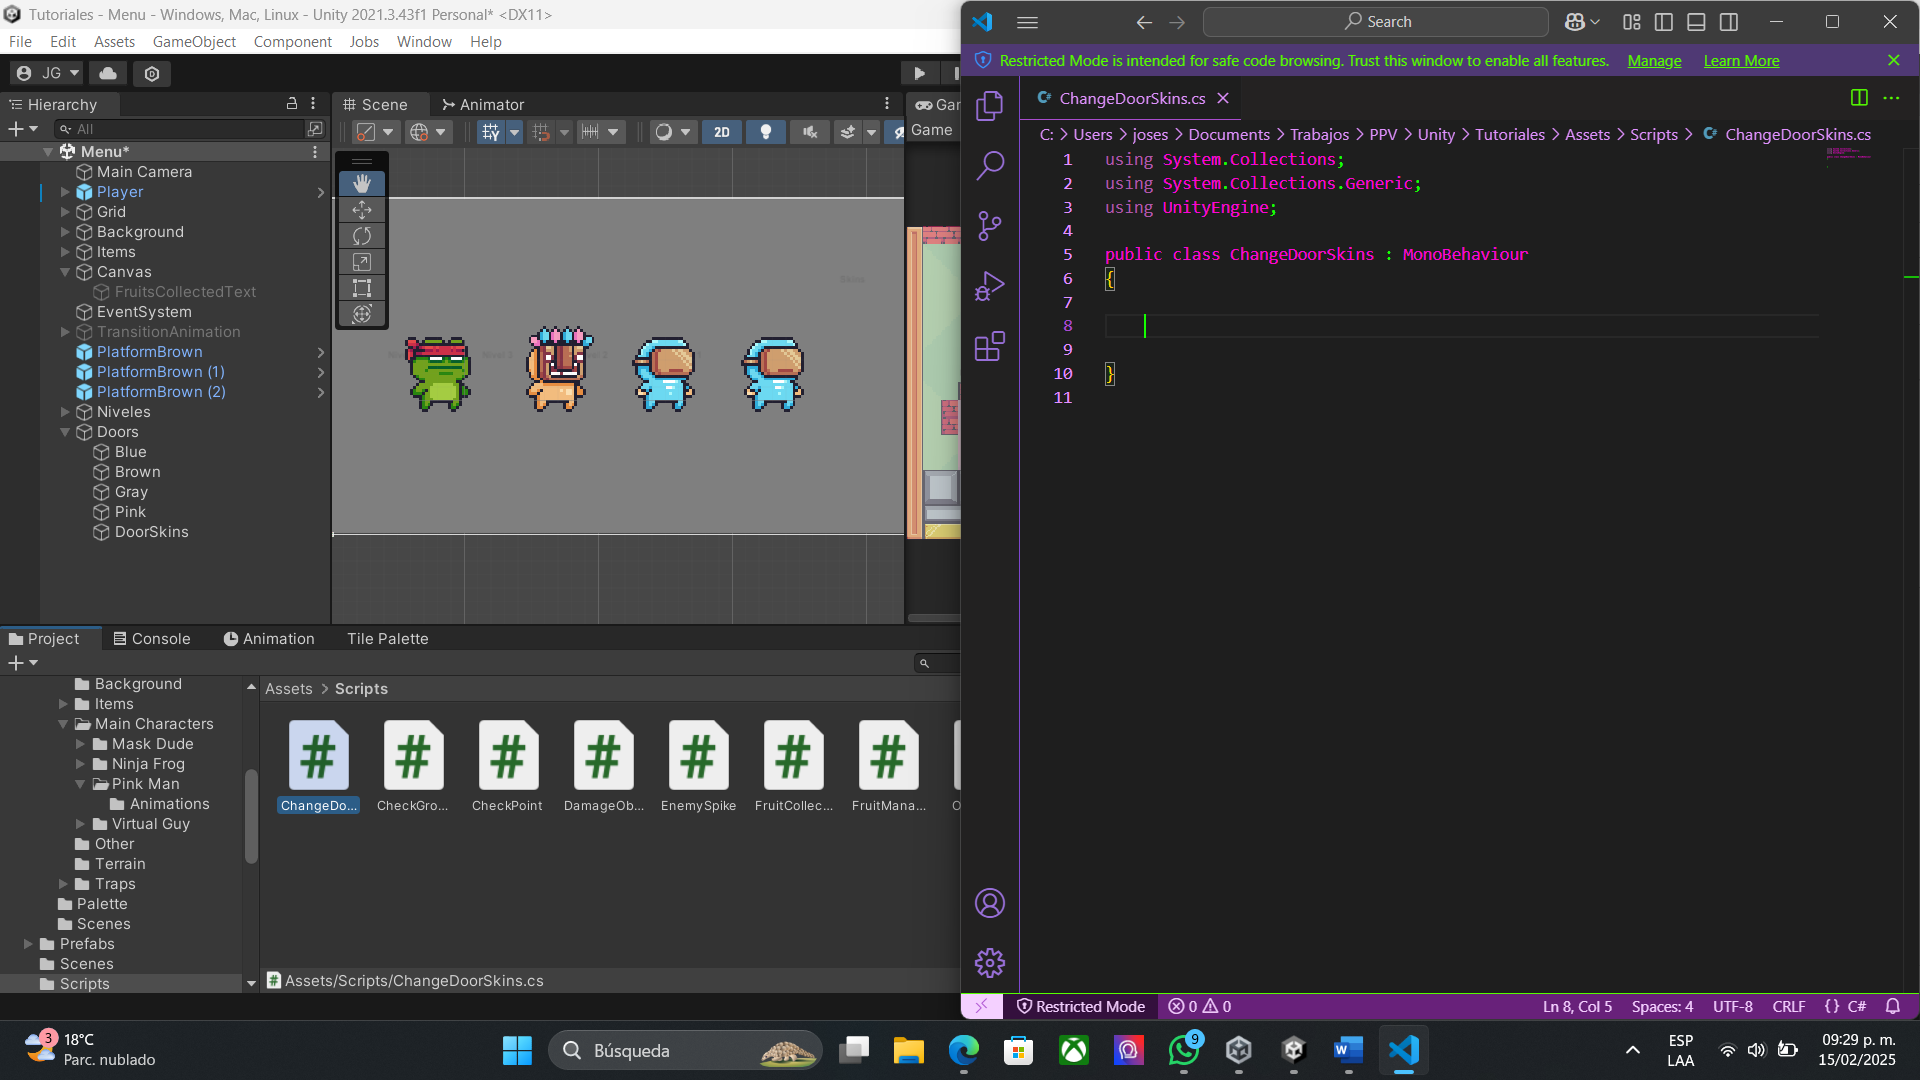 Tutoriales - Menu - Windows, Mac, Linux - Unity 2021.3.43f1 Personal* <DX11>
File Edit Assets GameObject Component Jobs Window Help
JG
Hierarchy
All
Menu*
Main Camera
Player
Grid
Background
Items
Canvas
FruitsCollectedText
EventSystem
TransitionAnimation
PlatformBrown
PlatformBrown (1)
PlatformBrown (2)
Niveles
Doors
Blue
Brown
Gray
Pink
DoorSkins
Scene
Animator
2D
Gam
Game
Project
Console
Animation
Tile Palette
Background
Items
Main Characters
Mask Dude
Ninja Frog
Pink Man
Animations
Virtual Guy
Other
Terrain
Traps
Palette
Scenes
Prefabs
Scenes
Scripts
Assets > Scripts
ChangeDo...
CheckGro...
CheckPoint
DamageOb...
EnemySpike
FruitCollec...
FruitMana...
Assets/Scripts/ChangeDoorSkins.cs
Search
Restricted Mode is intended for safe code browsing. Trust this window to enable all features. Manage Learn More
ChangeDoorSkins.cs
C: > Users > joses > Documents > Trabajos > PPV > Unity > Tutoriales > Assets > Scripts > ChangeDoorSkins.cs
1 using System.Collections;
2 using System.Collections.Generic;
3 using UnityEngine;
4
5 public class ChangeDoorSkins : MonoBehaviour
6 {
7
8
9
10 }
11
Restricted Mode 0 0 Ln 8, Col 5 Spaces: 4 UTF-8 CRLF {} C#
3
18°C
Parc. nublado
Búsqueda
9
ESP
LAA
09:29 p. m.
15/02/2025